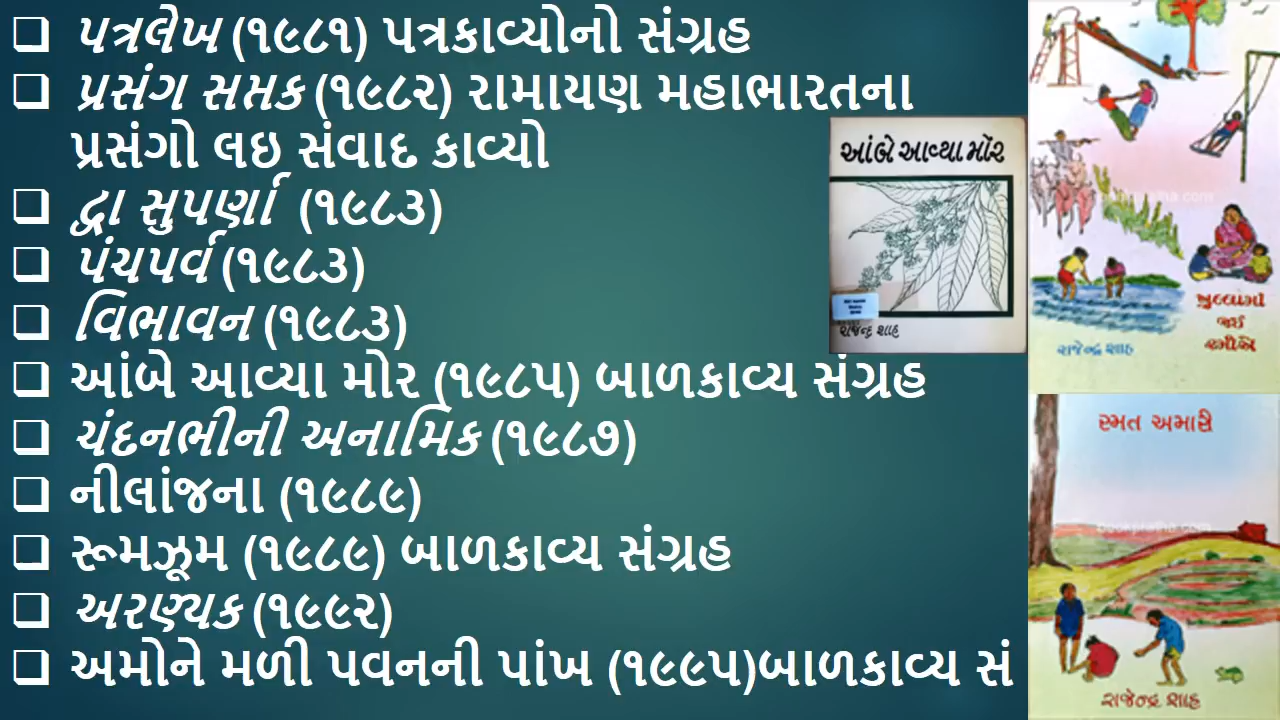 પત્રલેખ (૧૯૮૧) પત્રકાવ્યોનો સંગ્રહ
પ્રસંગ સપ્તક (૧૯૮૨) રામાયણ મહાભારતના
પ્રસંગો લઇ સંવાદ કાવ્યો
દ્વા સુપર્ણા (૧૯૮૩)
પંચપર્વ (૧૯૮૩)
વિભાવન (૧૯૮૩)
આંબે આવ્યા મોર (૧૯૮૫) બાળકાવ્ય સંગ્રહ
ચંદનભીની અનામિક (૧૯૮૭)
નીલાંજના (૧૯૮૯)
રૂમઝૂમ (૧૯૮૯) બાળકાવ્ય સંગ્રહ
અરણ્યક (૧૯૯૨)
અમોને મળી પવનની પાંખ (૧૯૯૫)બાળકાવ્ય સં
આંબે આવ્યા મૉર
રાજેન્દ્ર શાહ
જઈ
રમીએ
રાજેન્દ્ર શાહ
રમત અમારી
રાજેન્દ્ર શાહ